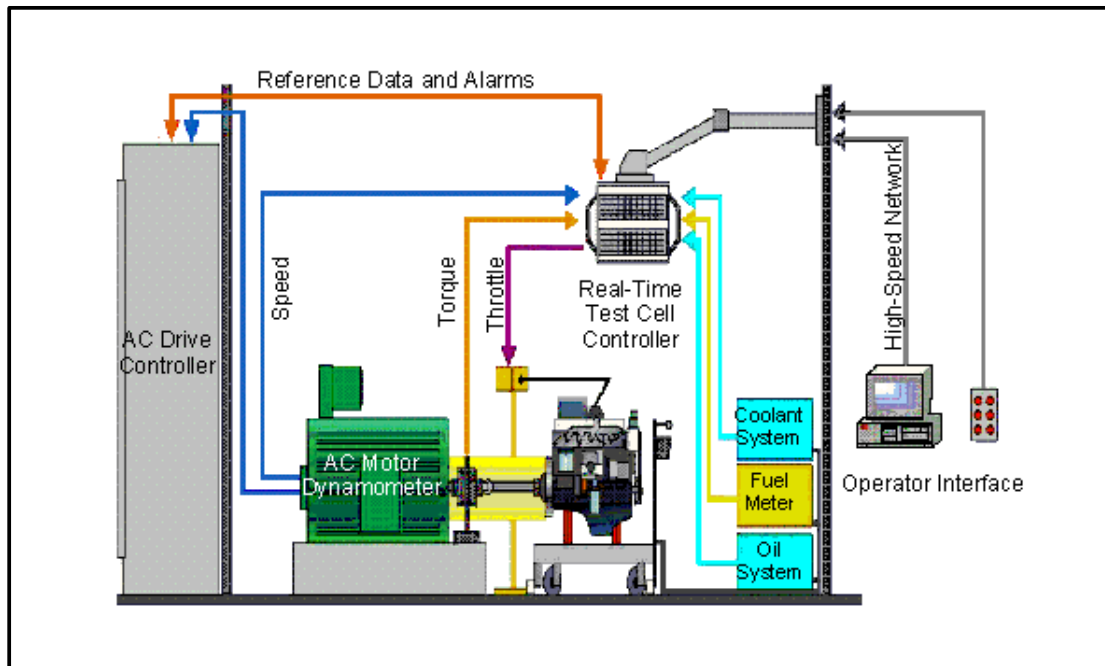 Reference Data and Alarms
Speed
Torque
Throttle
Real-Time
Test Cell
Controller
High-Speed Network
AC Drive
Controller
AC Motor
Dynamometer
Coolant
System
Fuel
Meter
Oil
System
Operator Interface